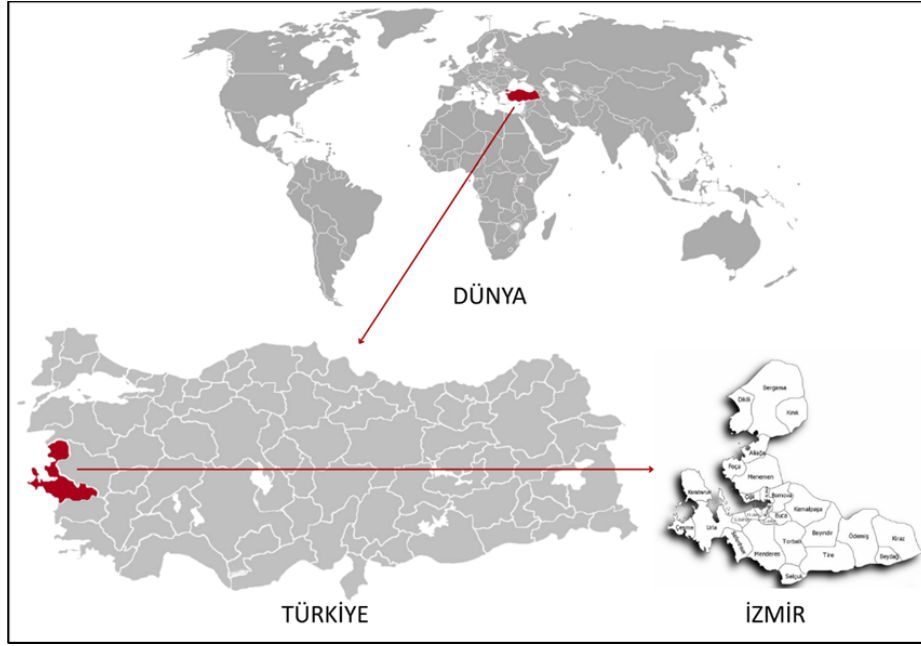 DÜNYA
TÜRKİYE
İZMİR
Bergama
Dikili
Kınık
Aliağa
Foça
Menemen
Karaburun
Çiğli
Bornova
Kemalpaşa
Çeşme
Urla
Buca
Torbalı
Bayındır
Ödemiş
Kiraz
Menderes
Tire
Beydağ
Selçuk